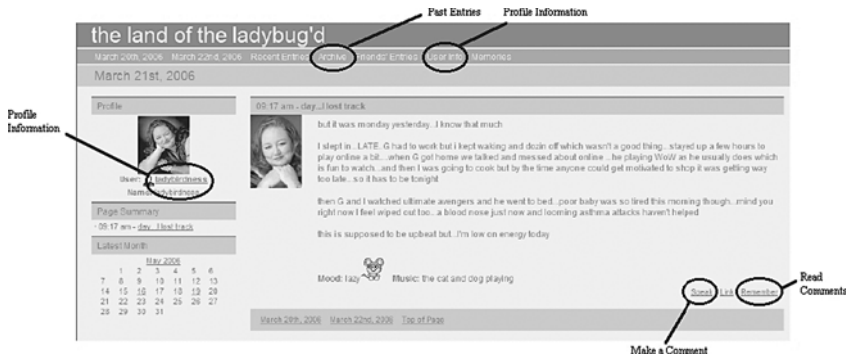 Past Entries Profile Information
the land of the ladybug'd
March 20th, 2006 March 22nd, 2006 Recent Entries Archive Friends' Entries User Info Memories
March 21st, 2006
Profile
Profile Information
User: ladybirdness
Name: ladybirdness
Page Summary
· 09:17 am - day...I lost track
Latest Month
May 2006
1 2 3 4 5 6
7 8 9 10 11 12 13
14 15 16 17 18 19 20
21 22 23 24 25 26 27
28 29 30 31
09:17 am - day...I lost track
but it was monday yesterday...I know that much
I slept in...LATE. G had to work but i kept waking and dozin off which wasn't a good thing...stayed up a few hours to
play online a bit....when G got home we talked and messed about online ...he playing WoW as he usually does which
is fun to watch...and then I was going to cook but by the time anyone could get motivated to shop it was getting way
too late...so it has to be tonight
then G and I watched ultimate avengers and he went to bed...poor baby was so tired this morning though...mind you
right now I feel wiped out too...a blood nose just now and looming asthma attacks haven't helped
this is supposed to be upbeat but...i'm low on energy today
Mood: lazy Music: the cat and dog playing
Speak Link Remember
Read Comments
March 20th, 2006 March 22nd, 2006 Top of Page
Make a Comment